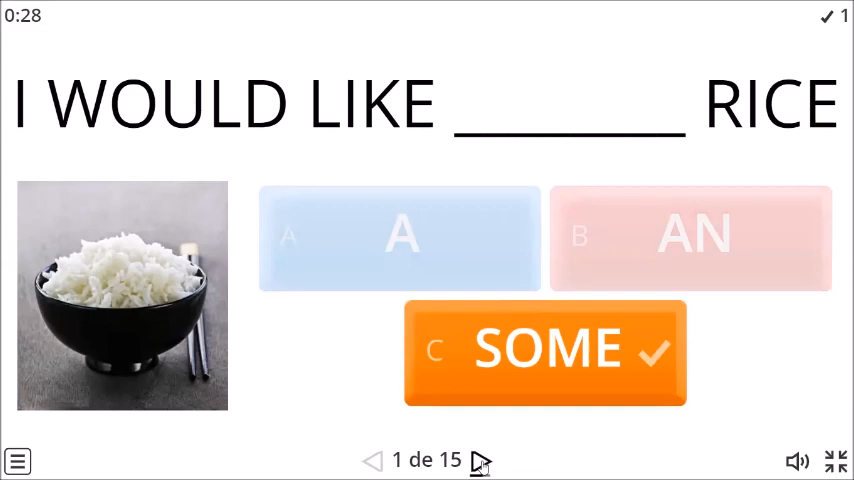 0:28
✓ 1
I WOULD LIKE ________ RICE
A A
B AN
C SOME ✓
1 de 15